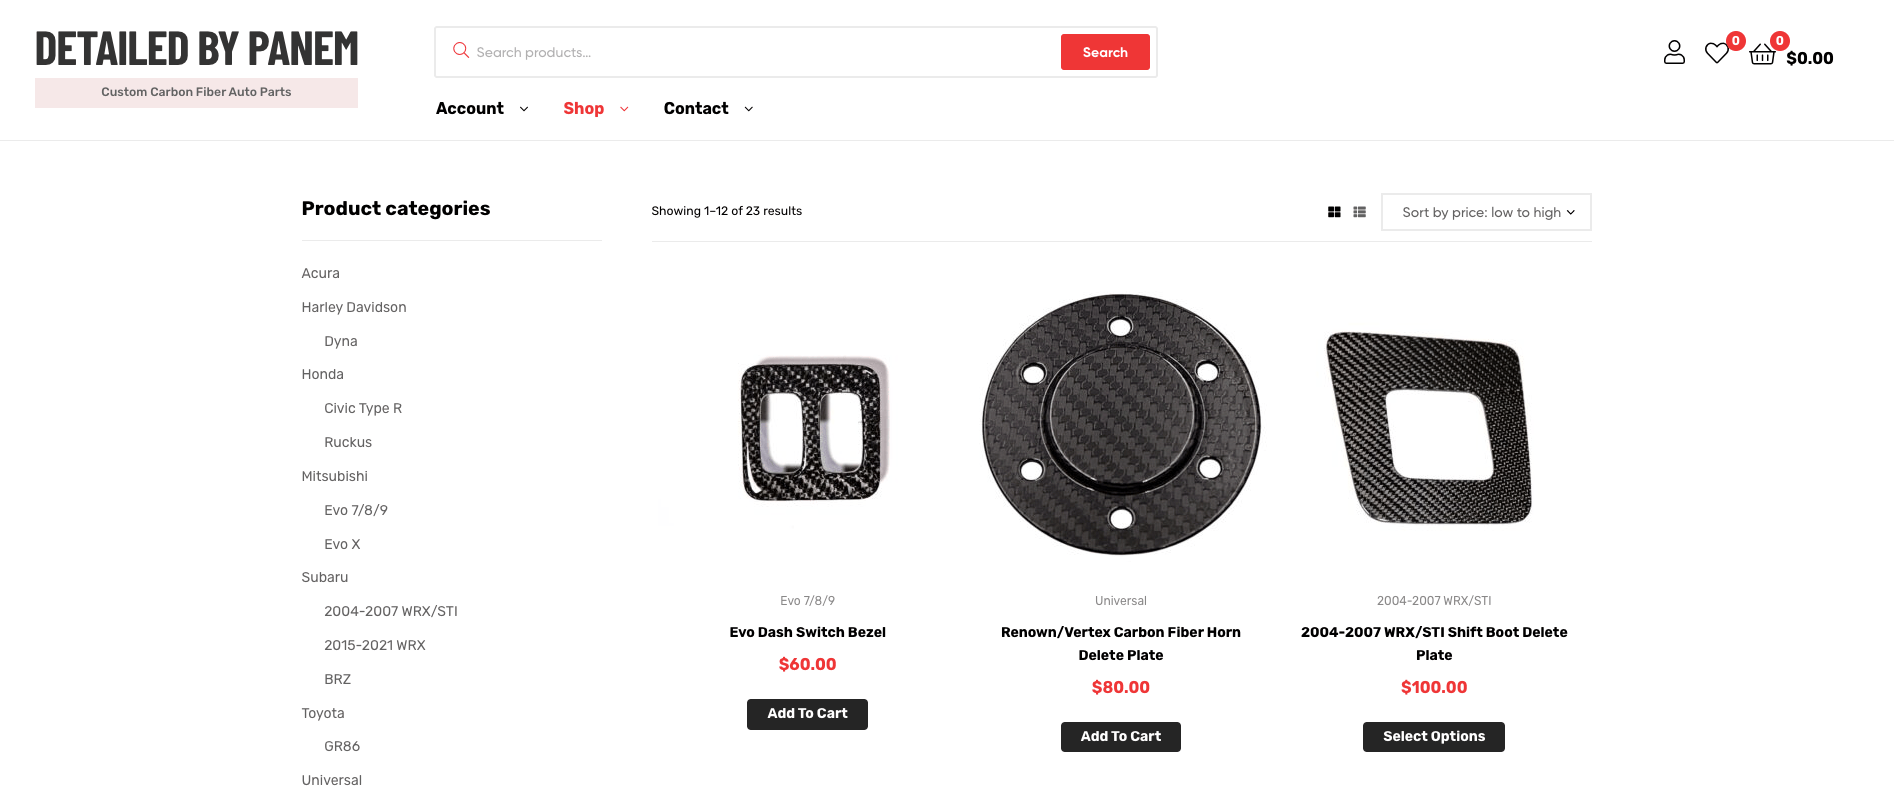 DETAILED BY PANEM
Custom Carbon Fiber Auto Parts
Search products...
Search
0
0
$0.00
Account
Shop
Contact
Product categories
Acura
Harley Davidson
Dyna
Honda
Civic Type R
Ruckus
Mitsubishi
Evo 7/8/9
Evo X
Subaru
2004-2007 WRX/STI
2015-2021 WRX
BRZ
Toyota
GR86
Universal
Showing 1–12 of 23 results
Sort by price: low to high
Evo 7/8/9
Evo Dash Switch Bezel
$60.00
Add To Cart
Universal
Renown/Vertex Carbon Fiber Horn
Delete Plate
$80.00
Add To Cart
2004-2007 WRX/STI
2004-2007 WRX/STI Shift Boot Delete
Plate
$100.00
Select Options